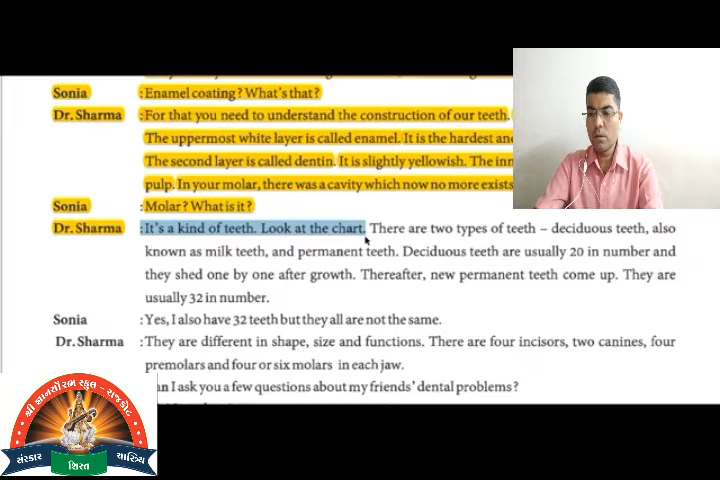 Sonia : Enamel coating? What's that?
Dr. Sharma : For that you need to understand the construction of our teeth.
The uppermost white layer is called enamel. It is the hardest and
The second layer is called dentin. It is slightly yellowish. The
pulp. In your molar, there was a cavity which now no more exists
Sonia : Molar? What is it?
Dr. Sharma : It's a kind of teeth. Look at the chart. There are two types of teeth – deciduous teeth, also
known as milk teeth, and permanent teeth. Deciduous teeth are usually 20 in number and
they shed one by one after growth. Thereafter, new permanent teeth come up. They are
usually 32 in number.
Sonia : Yes, I also have 32 teeth but they all are not the same.
Dr. Sharma : They are different in shape, size and functions. There are four incisors, two canines, four
premolars and four or six molars in each jaw.
I ask you a few questions about my friends' dental problems?
શ્રી જ્ઞાનસૌરભ સ્કૂલ - રાજકોટ
સંસ્કાર શિસ્ત ચારિત્ર્ય